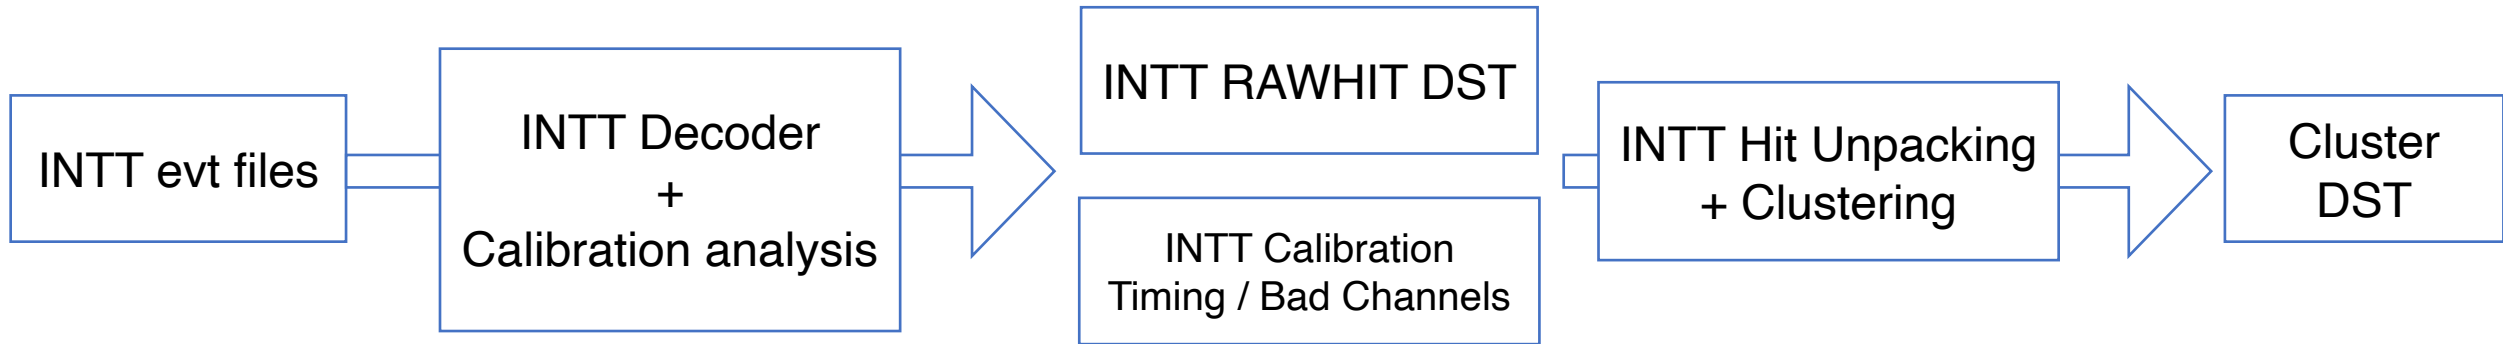 INTT evt files
INTT Decoder
+
Calibration analysis
INTT RAWHIT DST
INTT Calibration
Timing / Bad Channels
INTT Hit Unpacking
+ Clustering
Cluster
DST